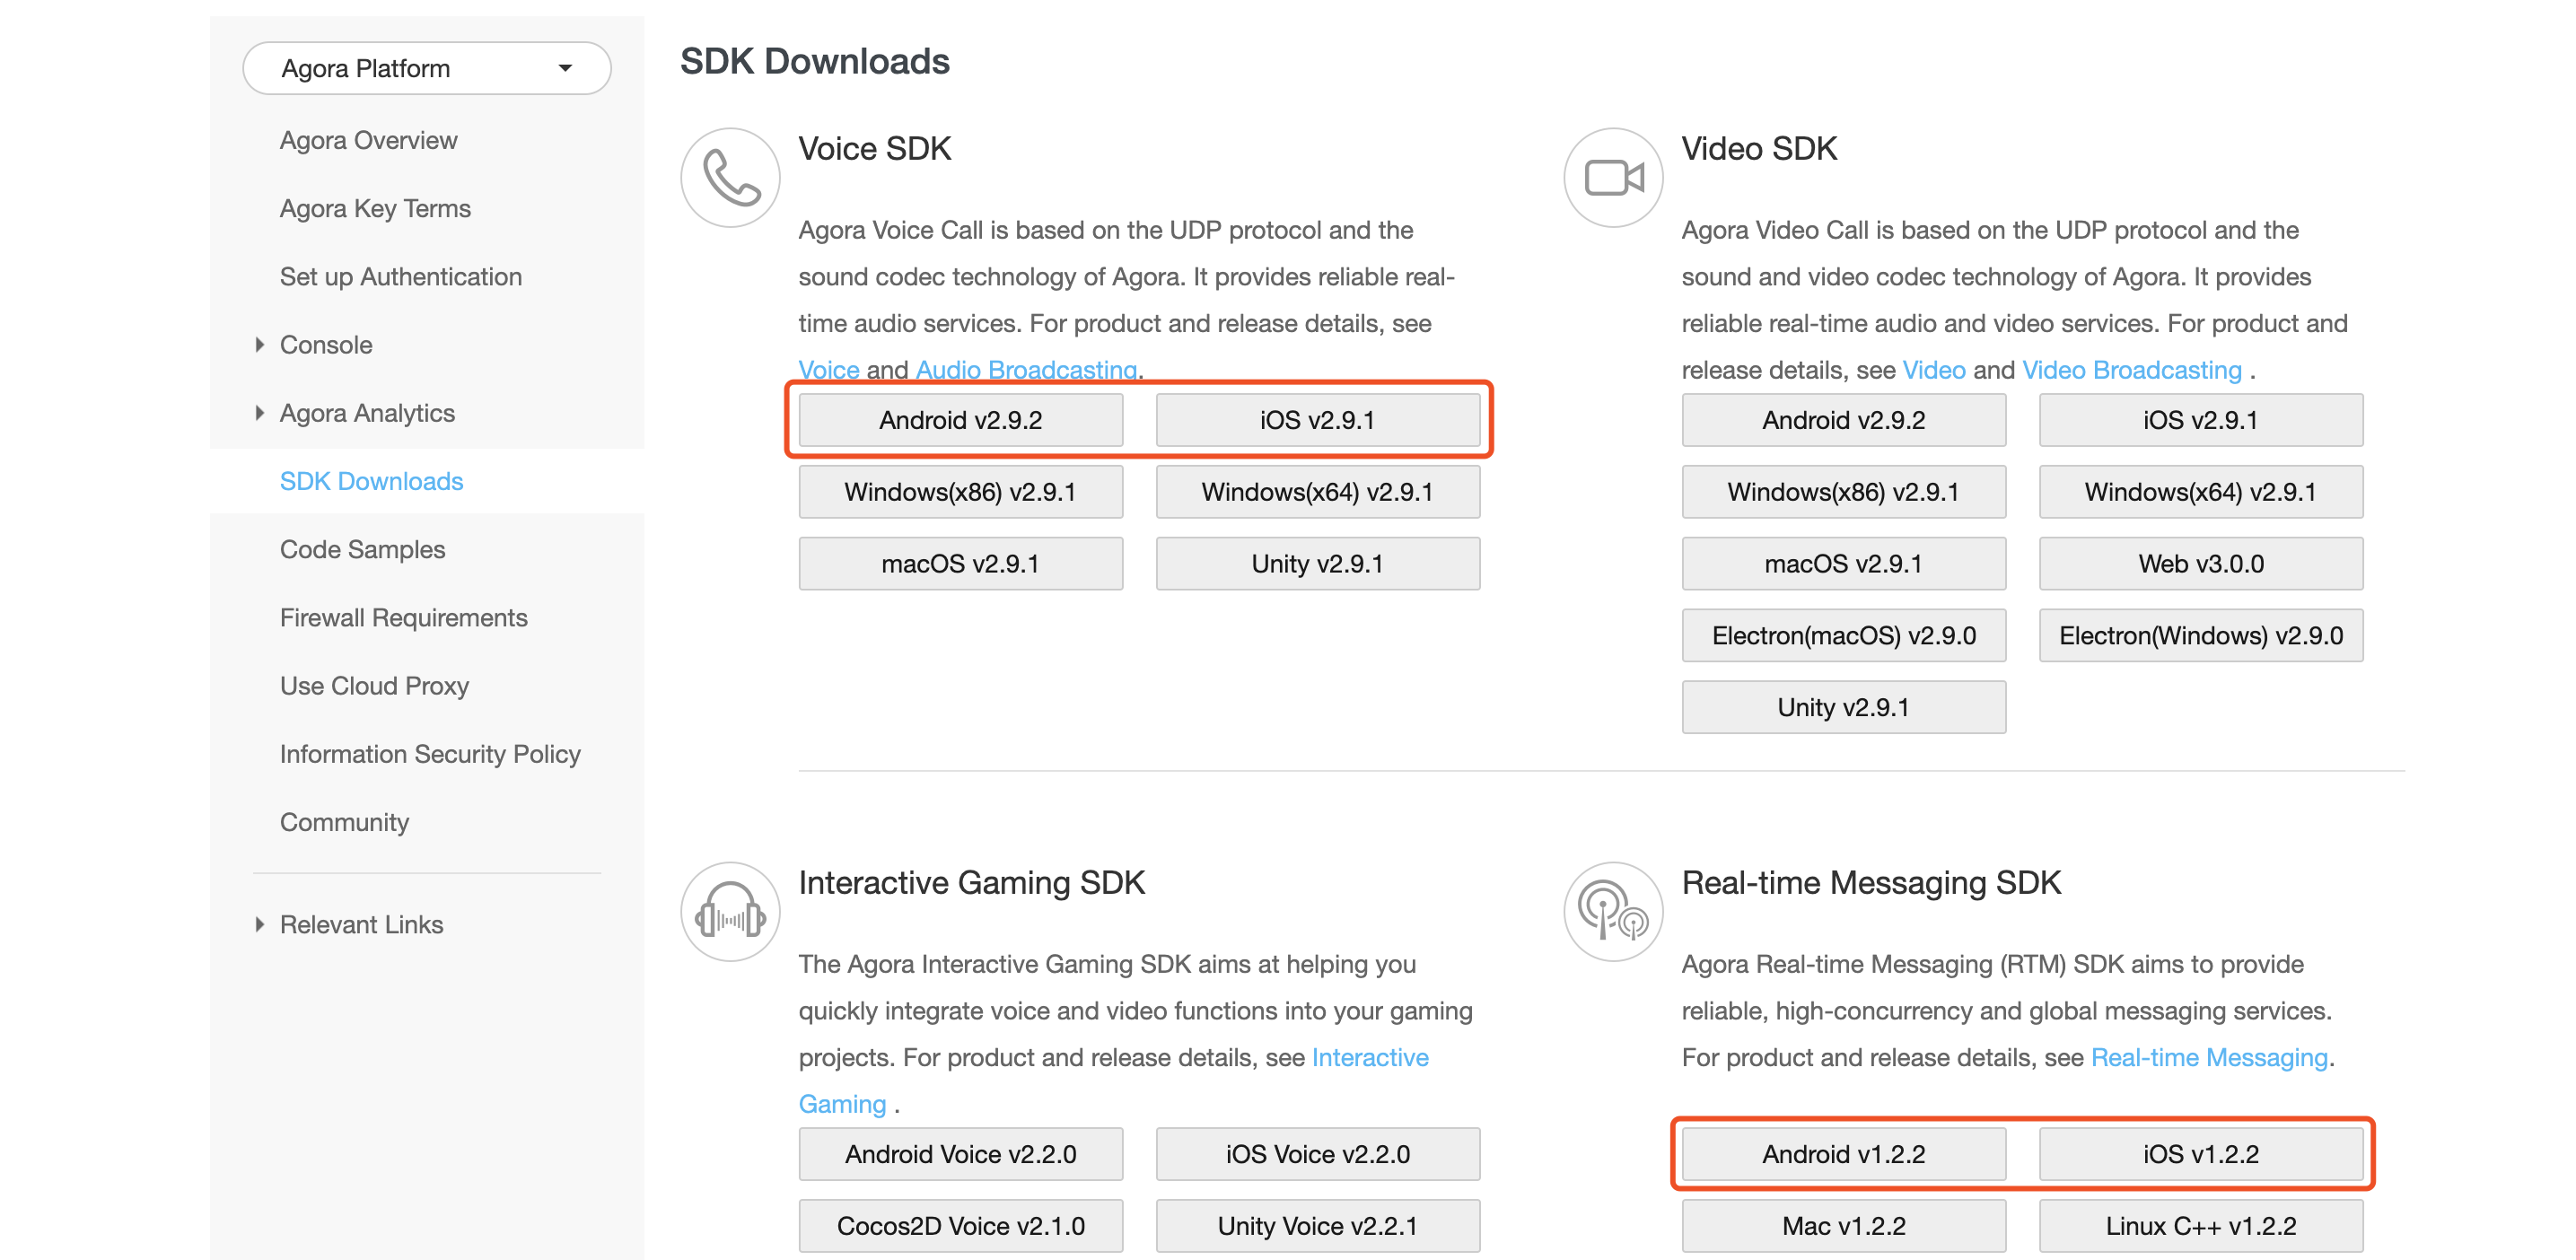 Agora Platform
Agora Overview
Agora Key Terms
Set up Authentication
Console
Agora Analytics
SDK Downloads
Code Samples
Firewall Requirements
Use Cloud Proxy
Information Security Policy
Community
Relevant Links
SDK Downloads
Voice SDK
Agora Voice Call is based on the UDP protocol and the
sound codec technology of Agora. It provides reliable real-
time audio services. For product and release details, see
Voice and Audio Broadcasting.
Android v2.9.2
iOS v2.9.1
Windows(x86) v2.9.1
Windows(x64) v2.9.1
macOS v2.9.1
Unity v2.9.1
Video SDK
Agora Video Call is based on the UDP protocol and the
sound and video codec technology of Agora. It provides
reliable real-time audio and video services. For product and
release details, see Video and Video Broadcasting .
Android v2.9.2
iOS v2.9.1
Windows(x86) v2.9.1
Windows(x64) v2.9.1
macOS v2.9.1
Web v3.0.0
Electron(macOS) v2.9.0
Electron(Windows) v2.9.0
Unity v2.9.1
Interactive Gaming SDK
The Agora Interactive Gaming SDK aims at helping you
quickly integrate voice and video functions into your gaming
projects. For product and release details, see Interactive
Gaming .
Android Voice v2.2.0
iOS Voice v2.2.0
Cocos2D Voice v2.1.0
Unity Voice v2.2.1
Real-time Messaging SDK
Agora Real-time Messaging (RTM) SDK aims to provide
reliable, high-concurrency and global messaging services.
For product and release details, see Real-time Messaging.
Android v1.2.2
iOS v1.2.2
Mac v1.2.2
Linux C++ v1.2.2